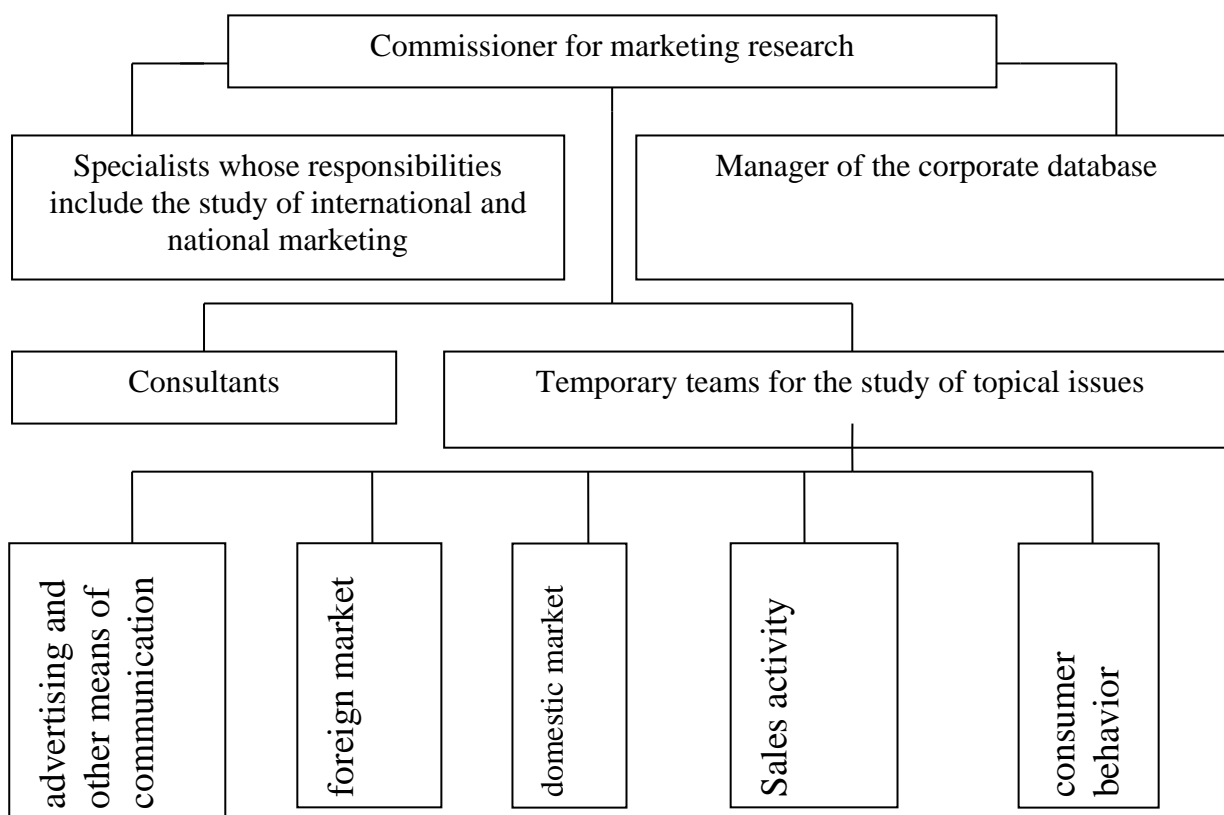 Commissioner for marketing research
Specialists whose responsibilities
include the study of international and
national marketing
Manager of the corporate database
Consultants
Temporary teams for the study of topical issues
advertising and
other means of
communication
foreign market
domestic market
Sales activity
consumer
behavior